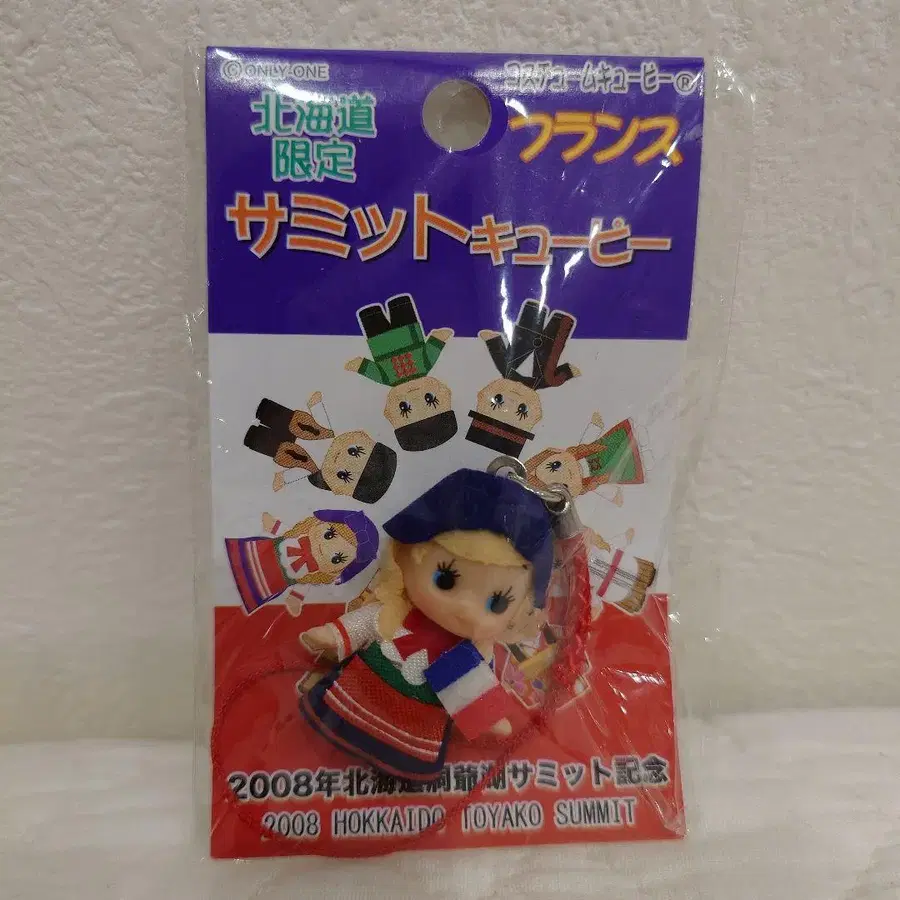 ©ONLY-ONE
コスチュームキューピー®
北海道
限定
フランス
サミットキューピー
2008年北海道洞爺湖サミット記念
2008 HOKKAIDO TOYAKO SUMMIT